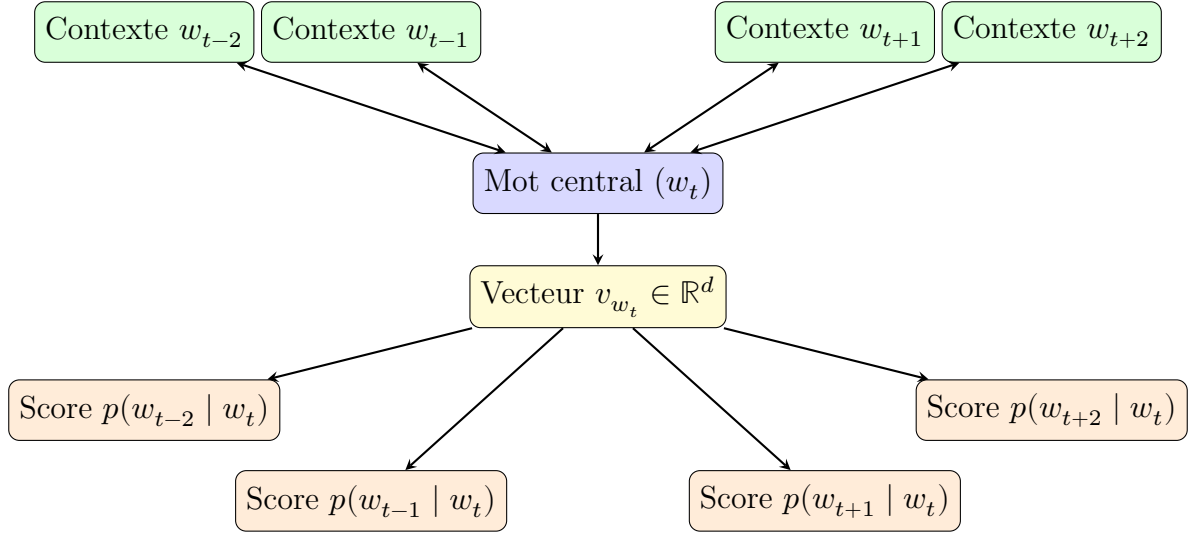 Contexte w_{t−2} Contexte w_{t−1} Contexte w_{t+1} Contexte w_{t+2}
Mot central (w_t)
Vecteur v_{w_t} ∈ ℝ^d
Score p(w_{t−2} | w_t) Score p(w_{t+2} | w_t)
Score p(w_{t−1} | w_t) Score p(w_{t+1} | w_t)